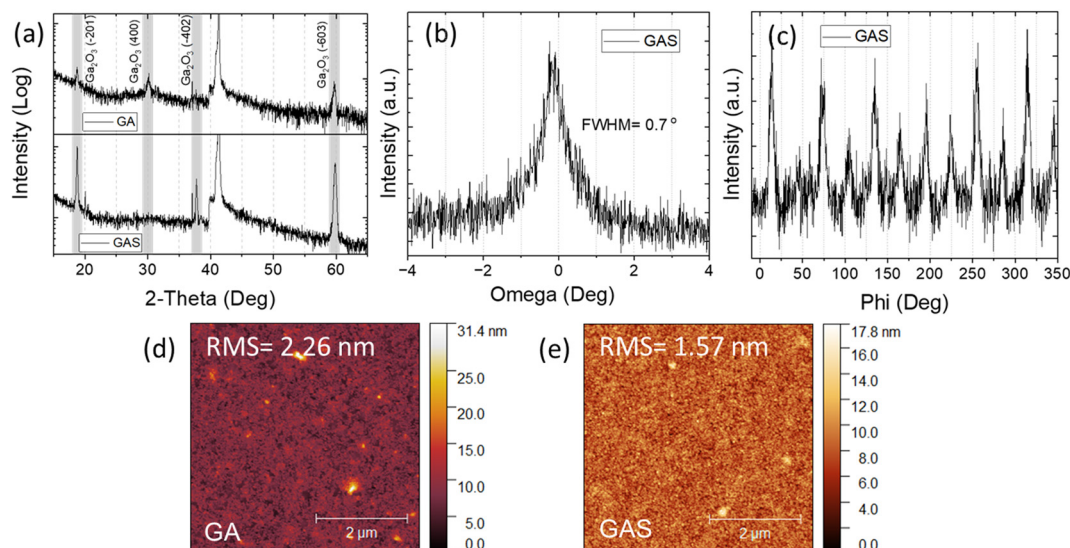 (a)
Intensity (Log)
Ga₂O₃ (-201)
Ga₂O₃ (400)
Ga₂O₃ (-402)
Ga₂O₃ (-603)
GA
GAS
20 30 40 50 60
2-Theta (Deg)
(b)
Intensity (a.u.)
GAS
FWHM= 0.7 °
−4 −2 0 2 4
Omega (Deg)
(c)
Intensity (a.u.)
GAS
0 50 100 150 200 250 300 350
Phi (Deg)
(d)
RMS= 2.26 nm
GA
2 µm
31.4 nm
25.0
20.0
15.0
10.0
5.0
0.0
(e)
RMS= 1.57 nm
GAS
2 µm
17.8 nm
16.0
14.0
12.0
10.0
8.0
6.0
4.0
2.0
0.0